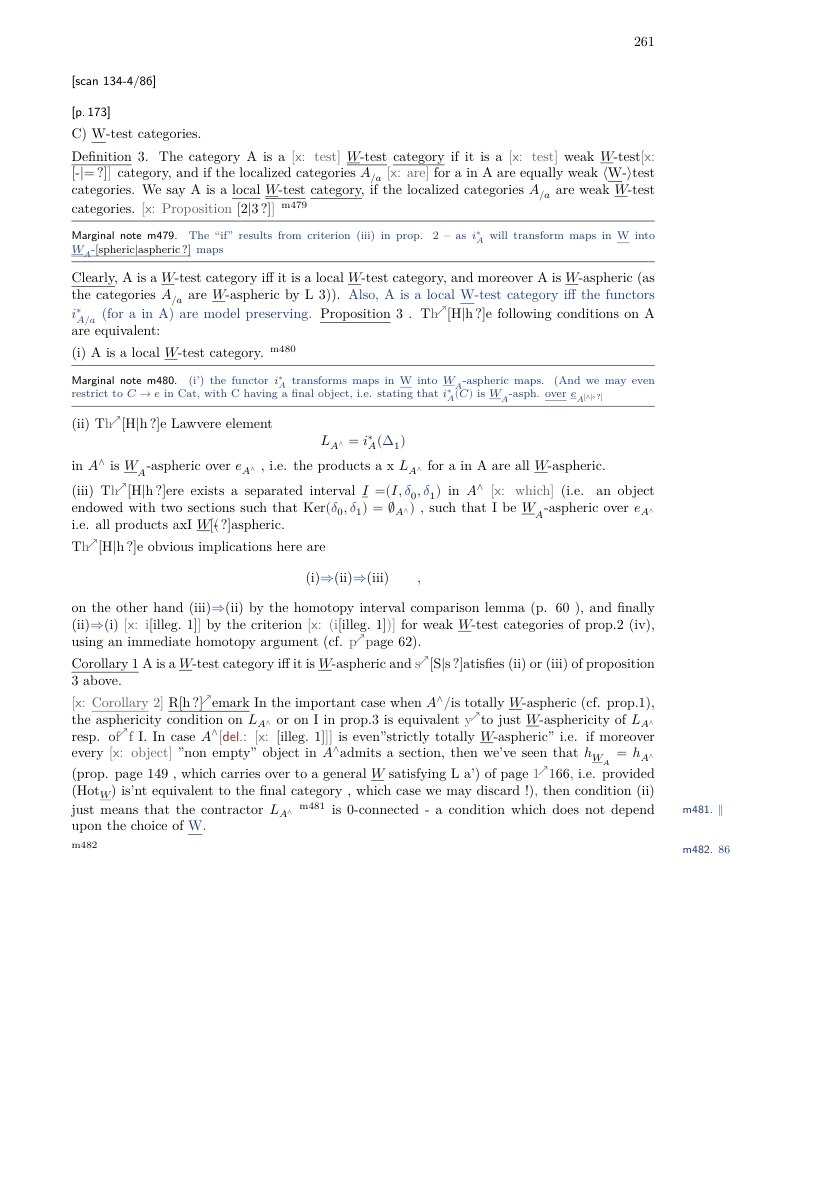 261
[scan 134-4/86]
[p. 173]
C) W-test categories.
Definition 3. The category A is a [x: test] W-test category if it is a [x: test] weak W-test[x:
[-|= ?]] category, and if the localized categories A/a [x: are] for a in A are equally weak ⟨W-⟩test
categories. We say A is a local W-test category, if the localized categories A/a are weak W-test
categories. [x: Proposition [2|3 ?]] m479
Marginal note m479. The “if” results from criterion (iii) in prop. 2 – as i*A will transform maps in W into
WA-[spheric|aspheric ?] maps
Clearly, A is a W-test category iff it is a local W-test category, and moreover A is W-aspheric (as
the categories A/a are W-aspheric by L 3)). Also, A is a local W-test category iff the functors
i*A/a (for a in A) are model preserving. Proposition 3 . Th↗[H|h ?]e following conditions on A
are equivalent:
(i) A is a local W-test category. m480
Marginal note m480. (i’) the functor i*A transforms maps in W into WA-aspheric maps. (And we may even
restrict to C → e in Cat, with C having a final object, i.e. stating that i*A(C) is WA-asph. over eA[∧|◦ ?]
(ii) Th↗[H|h ?]e Lawvere element
LA∧ = i*A(Δ1)
in A∧ is WA-aspheric over eA∧ , i.e. the products a x LA∧ for a in A are all W-aspheric.
(iii) Th↗[H|h ?]ere exists a separated interval I =(I, δ0, δ1) in A∧ [x: which] (i.e. an object
endowed with two sections such that Ker(δ0, δ1) = ∅A∧) , such that I be WA-aspheric over eA∧
i.e. all products axI W[-( ?]aspheric.
Th↗[H|h ?]e obvious implications here are
(i)⇒(ii)⇒(iii) ,
on the other hand (iii)⇒(ii) by the homotopy interval comparison lemma (p. 60 ), and finally
(ii)⇒(i) [x: i[illeg. 1]] by the criterion [x: (i[illeg. 1])] for weak W-test categories of prop.2 (iv),
using an immediate homotopy argument (cf. p↗page 62).
Corollary 1 A is a W-test category iff it is W-aspheric and s↗[S|s ?]atisfies (ii) or (iii) of proposition
3 above.
[x: Corollary 2] R[h ?]↗emark In the important case when A∧/is totally W-aspheric (cf. prop.1),
the asphericity condition on LA∧ or on I in prop.3 is equivalent y↗to just W-asphericity of LA∧
resp. of↗f I. In case A∧[del.: [x: [illeg. 1]]] is even”strictly totally W-aspheric” i.e. if moreover
every [x: object] ”non empty” object in A∧admits a section, then we’ve seen that hWA = hA∧
(prop. page 149 , which carries over to a general W satisfying L a’) of page 1↗166, i.e. provided
(HotW) is’nt equivalent to the final category , which case we may discard !), then condition (ii)
just means that the contractor LA∧ m481 is 0-connected - a condition which does not depend
upon the choice of W.
m481. ∥
m482
m482. 86